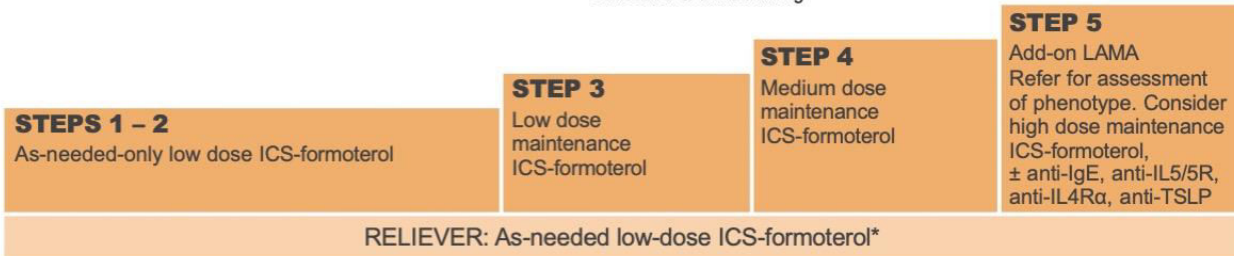 STEPS 1 – 2
As-needed-only low dose ICS-formoterol
STEP 3
Low dose
maintenance
ICS-formoterol
STEP 4
Medium dose
maintenance
ICS-formoterol
STEP 5
Add-on LAMA
Refer for assessment
of phenotype. Consider
high dose maintenance
ICS-formoterol,
± anti-IgE, anti-IL5/5R,
anti-IL4Rα, anti-TSLP
RELIEVER: As-needed low-dose ICS-formoterol*